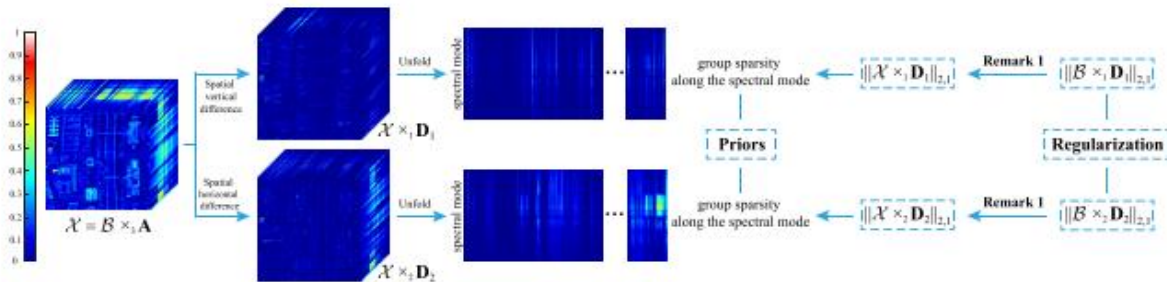 1
0.9
0.8
0.7
0.6
0.5
0.4
0.3
0.2
0.1
0
𝒳 = ℬ ×₃ A
Spatial
vertical
difference
Spatial
horizontal
difference
𝒳 ×₁ D₁
𝒳 ×₂ D₂
Unfold
Unfold
spectral mode
spectral mode
...
...
group sparsity
along the spectral mode
Priors
group sparsity
along the spectral mode
||𝒳 ×₁ D₁||₂,₁
Remark 1
||ℬ ×₁ D₁||₂,₁
Regularization
||𝒳 ×₂ D₂||₂,₁
Remark 1
||ℬ ×₂ D₂||₂,₁